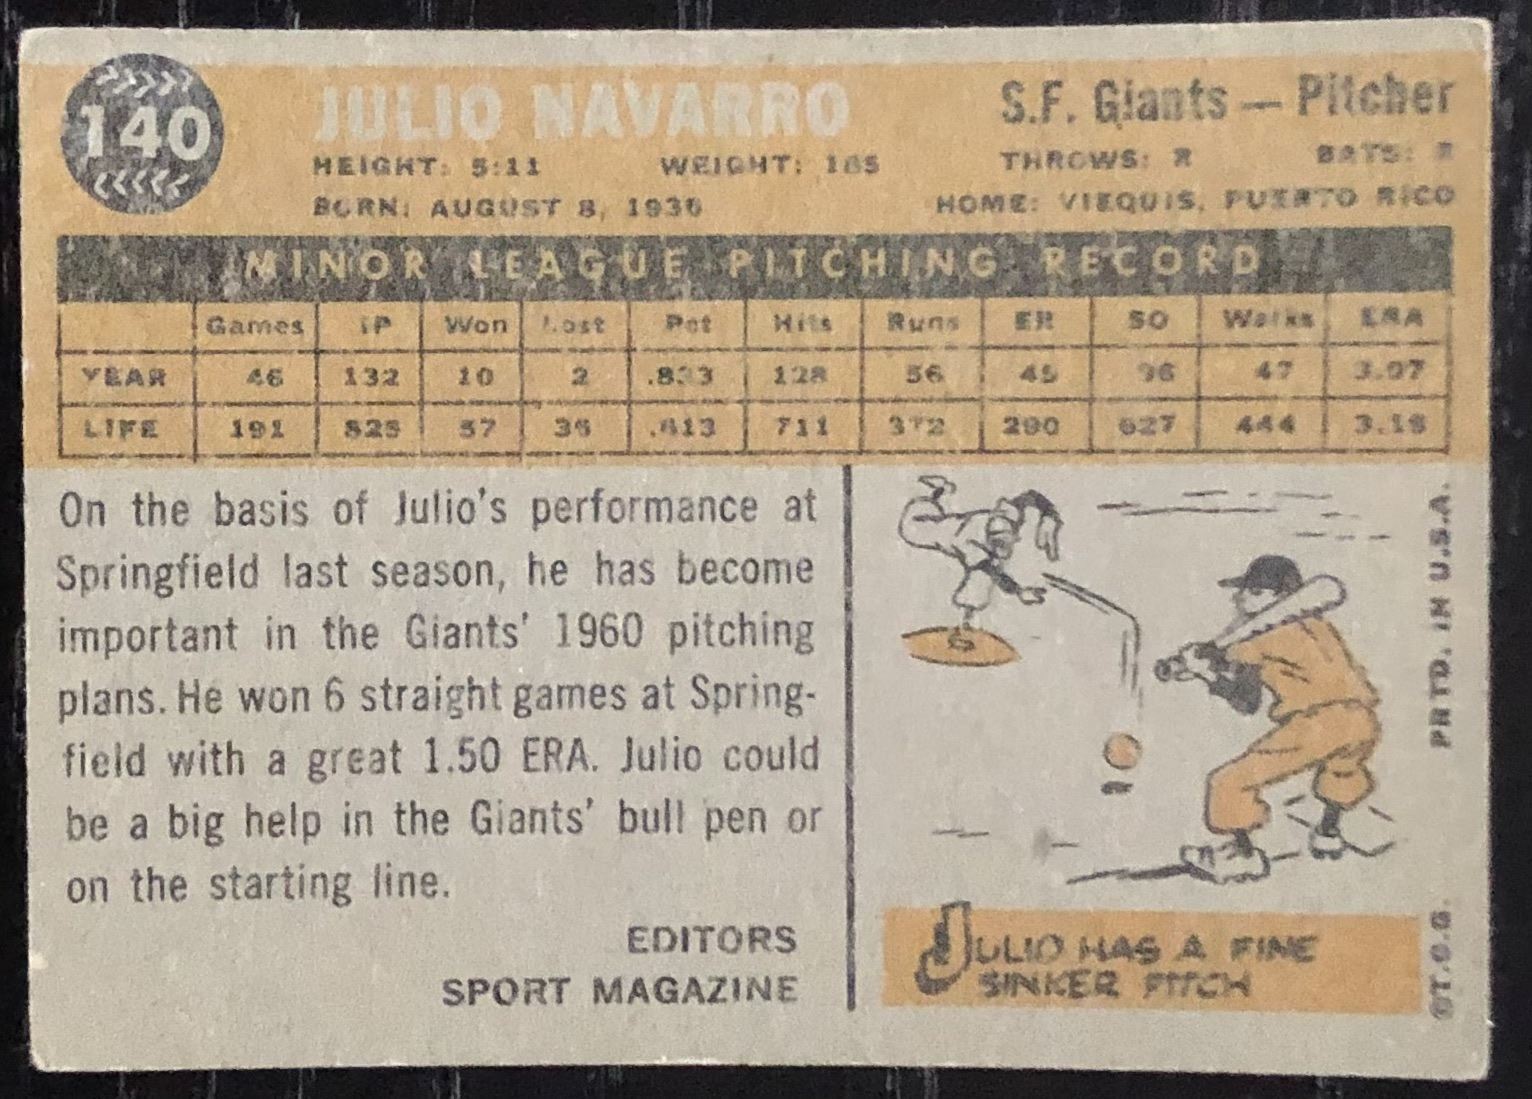 140
JULIO NAVARRO
S.F. Giants — Pitcher
HEIGHT: 5:11 WEIGHT: 185 THROWS: R BATS: R
BORN: AUGUST 8, 1936 HOME: VIEQUIS, PUERTO RICO
MINOR LEAGUE PITCHING RECORD
Games IP Won Lost Pct Hits Runs ER SO Walks ERA
YEAR 46 132 10 2 .833 128 56 45 96 47 3.07
LIFE 191 825 57 36 .613 711 372 290 627 444 3.16
On the basis of Julio's performance at
Springfield last season, he has become
important in the Giants' 1960 pitching
plans. He won 6 straight games at Spring-
field with a great 1.50 ERA. Julio could
be a big help in the Giants' bull pen or
on the starting line.
EDITORS
SPORT MAGAZINE
JULIO HAS A FINE
SINKER PITCH
©T.C.G. PRTD. IN U.S.A.